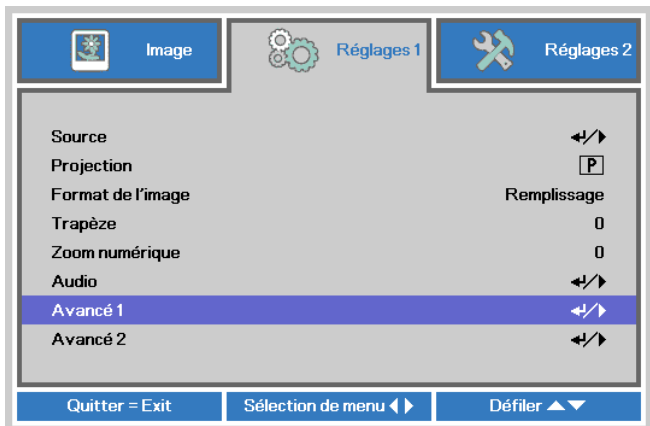 Image
Réglages 1
Réglages 2
Source ↵/▶
Projection P
Format de l'image Remplissage
Trapèze 0
Zoom numérique 0
Audio ↵/▶
Avancé 1 ↵/▶
Avancé 2 ↵/▶
Quitter = Exit
Sélection de menu ◀▶
Défiler ▲▼